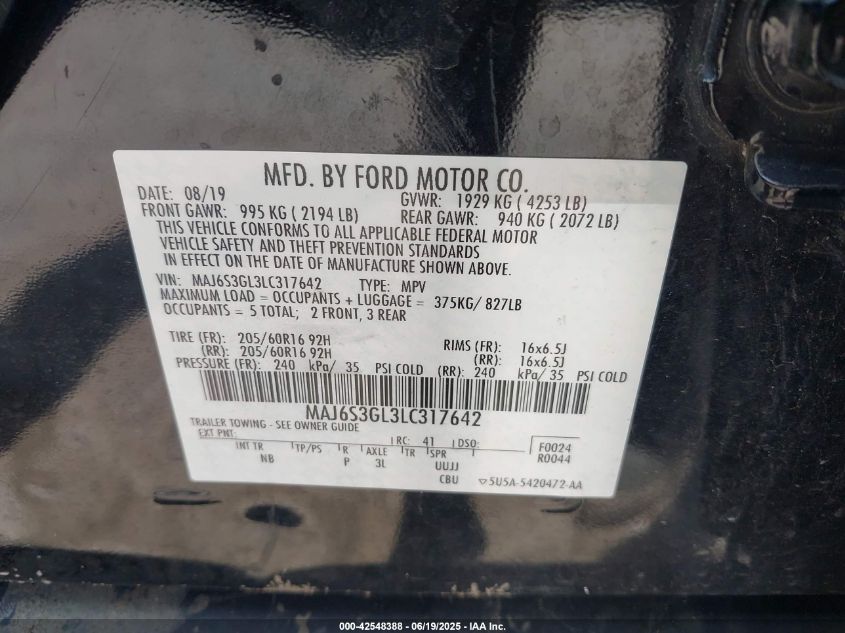 MFD. BY FORD MOTOR CO.
DATE: 08/19 GVWR: 1929 KG ( 4253 LB)
FRONT GAWR: 995 KG ( 2194 LB) REAR GAWR: 940 KG ( 2072 LB)
THIS VEHICLE CONFORMS TO ALL APPLICABLE FEDERAL MOTOR
VEHICLE SAFETY AND THEFT PREVENTION STANDARDS
IN EFFECT ON THE DATE OF MANUFACTURE SHOWN ABOVE.
VIN: MAJ6S3GL3LC317642 TYPE: MPV
MAXIMUM LOAD = OCCUPANTS + LUGGAGE = 375KG/ 827LB
OCCUPANTS = 5 TOTAL; 2 FRONT, 3 REAR
TIRE (FR): 205/60R16 92H RIMS (FR): 16x6.5J
(RR): 205/60R16 92H (RR): 16x6.5J
PRESSURE (FR): 240 kPa/ 35 PSI COLD (RR): 240 kPa/ 35 PSI COLD
MAJ6S3GL3LC317642
TRAILER TOWING - SEE OWNER GUIDE
EXT PNT: RC: 41 DSO: F0024
INT TR TP/PS R AXLE TR SPR R0044
NB P 3L UUJJ
CBU 5U5A-5420472-AA
000-42548388 - 06/19/2025 - IAA Inc.